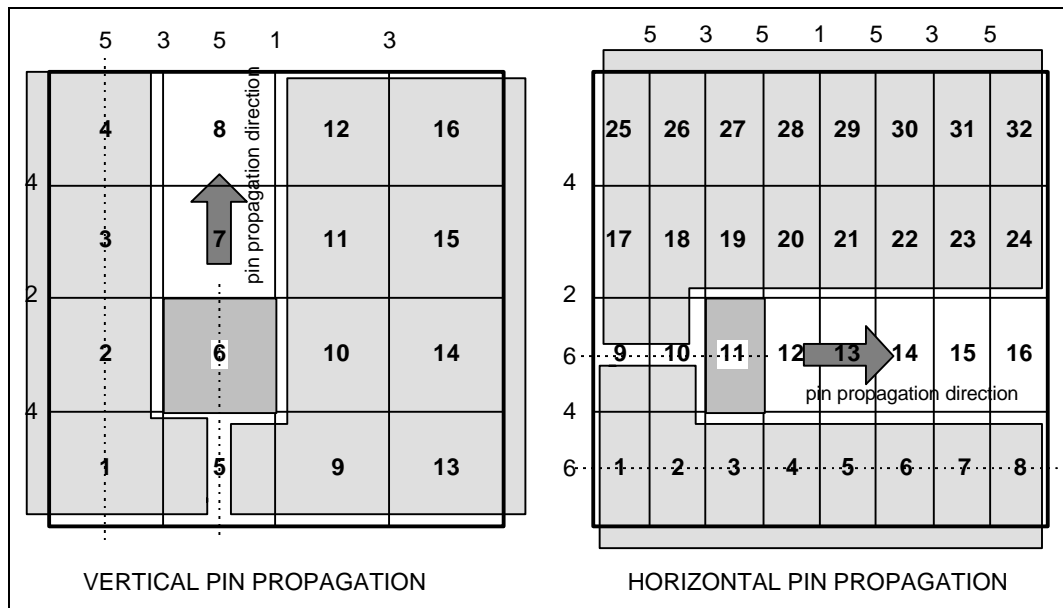 5 3 5 1 3
4 8 12 16
4
3 7 11 15
2
2 6 10 14
4
1 5 9 13
pin propagation direction
VERTICAL PIN PROPAGATION
5 3 5 1 5 3 5
25 26 27 28 29 30 31 32
4
17 18 19 20 21 22 23 24
2
6 9 10 11 12 13 14 15 16
pin propagation direction
4
6 1 2 3 4 5 6 7 8
HORIZONTAL PIN PROPAGATION